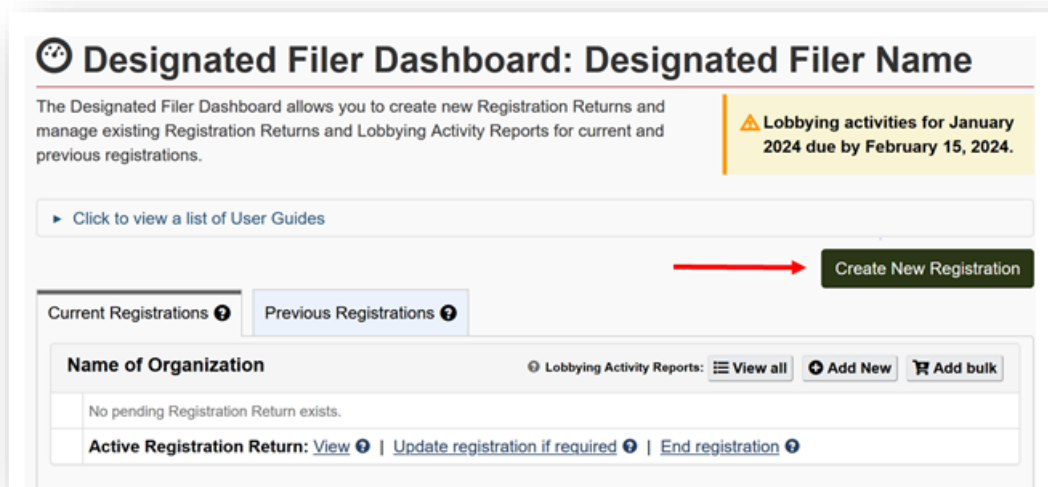 Designated Filer Dashboard: Designated Filer Name
The Designated Filer Dashboard allows you to create new Registration Returns and
manage existing Registration Returns and Lobbying Activity Reports for current and
previous registrations.
Lobbying activities for January
2024 due by February 15, 2024.
Click to view a list of User Guides
Create New Registration
Current Registrations ?
Previous Registrations ?
Name of Organization
? Lobbying Activity Reports: View all Add New Add bulk
No pending Registration Return exists.
Active Registration Return: View ? | Update registration if required ? | End registration ?